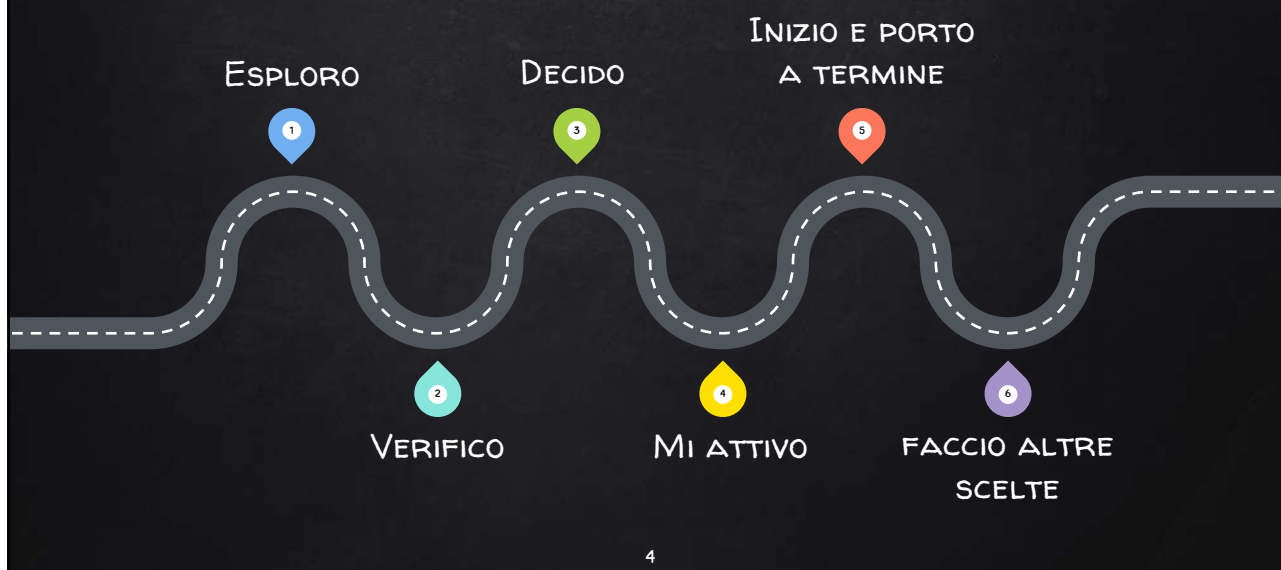 Inizio e porto
a termine
Esploro
Decido
1
3
5
2
4
6
Verifico
Mi attivo
faccio altre
scelte
4